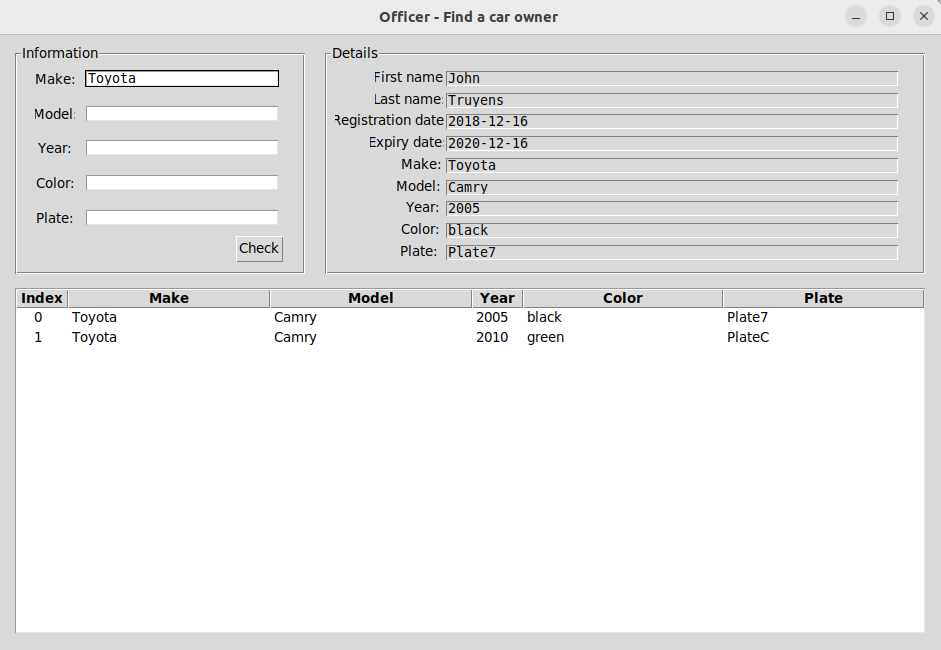 Officer - Find a car owner
Information
Make: Toyota
Model:
Year:
Color:
Plate:
Check
Details
First name John
Last name: Truyens
Registration date 2018-12-16
Expiry date: 2020-12-16
Make: Toyota
Model: Camry
Year: 2005
Color: black
Plate: Plate7
Index Make Model Year Color Plate
0 Toyota Camry 2005 black Plate7
1 Toyota Camry 2010 green PlateC